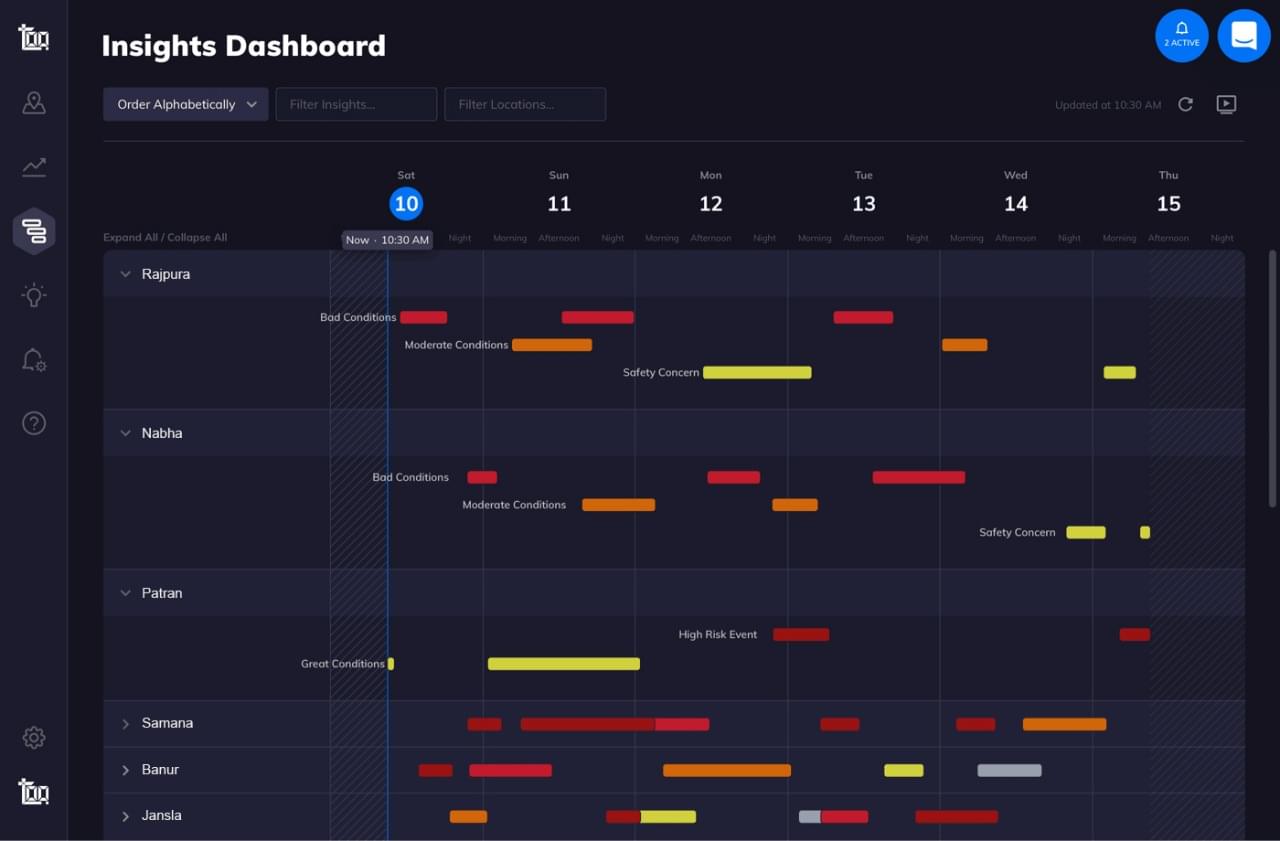 Insights Dashboard
2 ACTIVE
Order Alphabetically
Filter Insights...
Filter Locations...
Updated at 10:30 AM
Sat Sun Mon Tue Wed Thu
10 11 12 13 14 15
Expand All / Collapse All
Now · 10:30 AM
Night Morning Afternoon Night Morning Afternoon Night Morning Afternoon Night Morning Afternoon Night Morning Afternoon Night
Rajpura
Bad Conditions
Moderate Conditions
Safety Concern
Nabha
Bad Conditions
Moderate Conditions
Safety Concern
Patran
High Risk Event
Great Conditions
Samana
Banur
Jansla